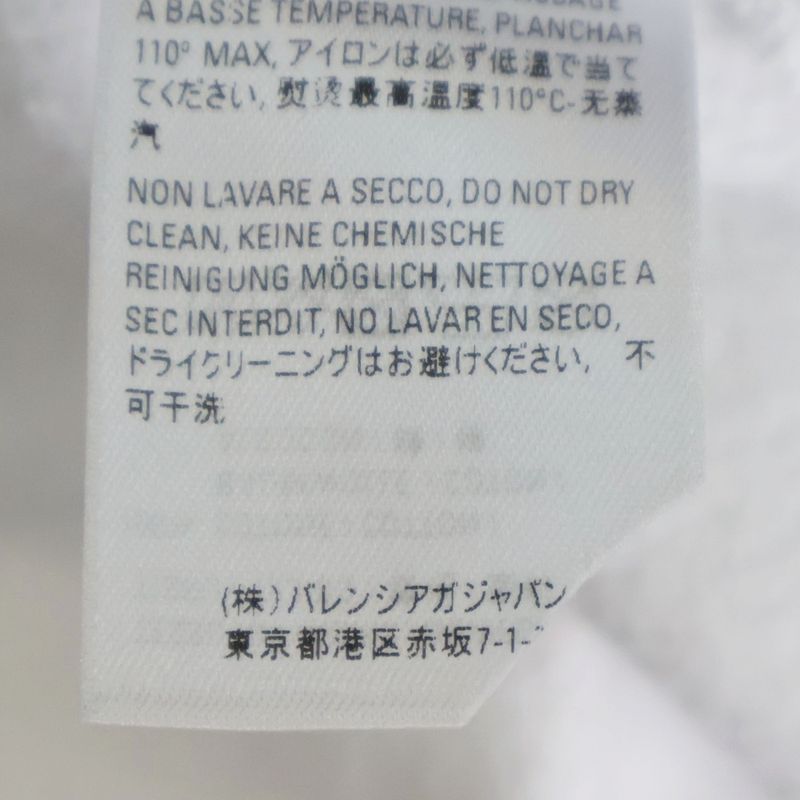 A BASSE TEMPERATURE, PLANCHAR
110° MAX, アイロンは必ず低温で当て
てください, 熨烫最高温度110°C-无蒸
汽
NON LAVARE A SECCO, DO NOT DRY
CLEAN, KEINE CHEMISCHE
REINIGUNG MÖGLICH, NETTOYAGE A
SEC INTERDIT, NO LAVAR EN SECO,
ドライクリーニングはお避けください, 不
可干洗
(株)バレンシアガジャパン
東京都港区赤坂7-1-